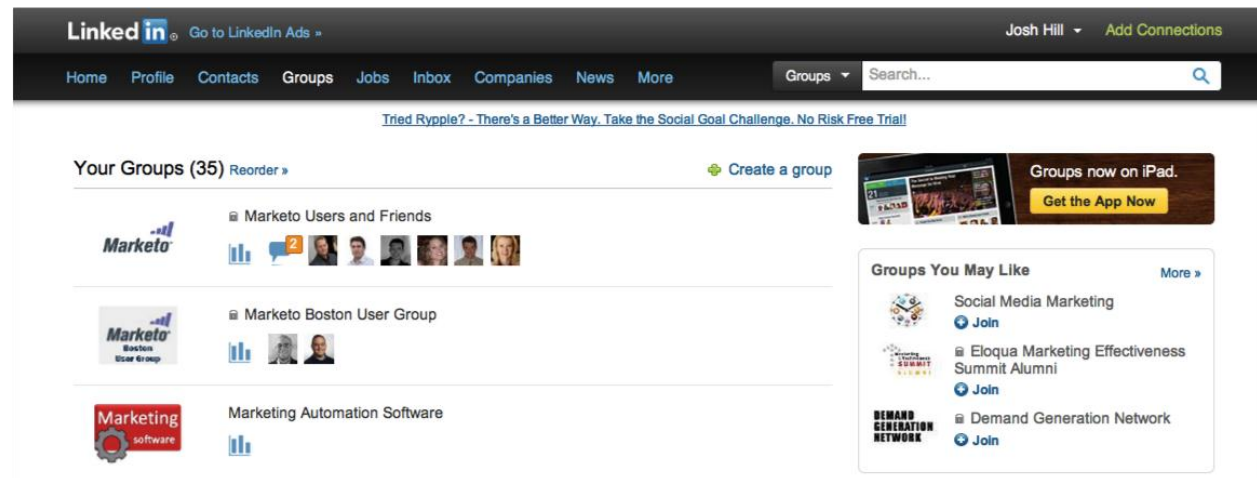 Linked in Go to LinkedIn Ads »
Josh Hill Add Connections
Home Profile Contacts Groups Jobs Inbox Companies News More
Groups Search...
Tried Rypple? - There's a Better Way. Take the Social Goal Challenge. No Risk Free Trial!
Your Groups (35) Reorder »
Create a group
Marketo
Marketo Users and Friends
2
Marketo
Boston
User Group
Marketo Boston User Group
Marketing
software
Marketing Automation Software
21
Groups now on iPad.
Get the App Now
Groups You May Like
More »
Social Media Marketing
Join
SUMMIT
Eloqua Marketing Effectiveness
Summit Alumni
Join
DEMAND
GENERATION
NETWORK
Demand Generation Network
Join